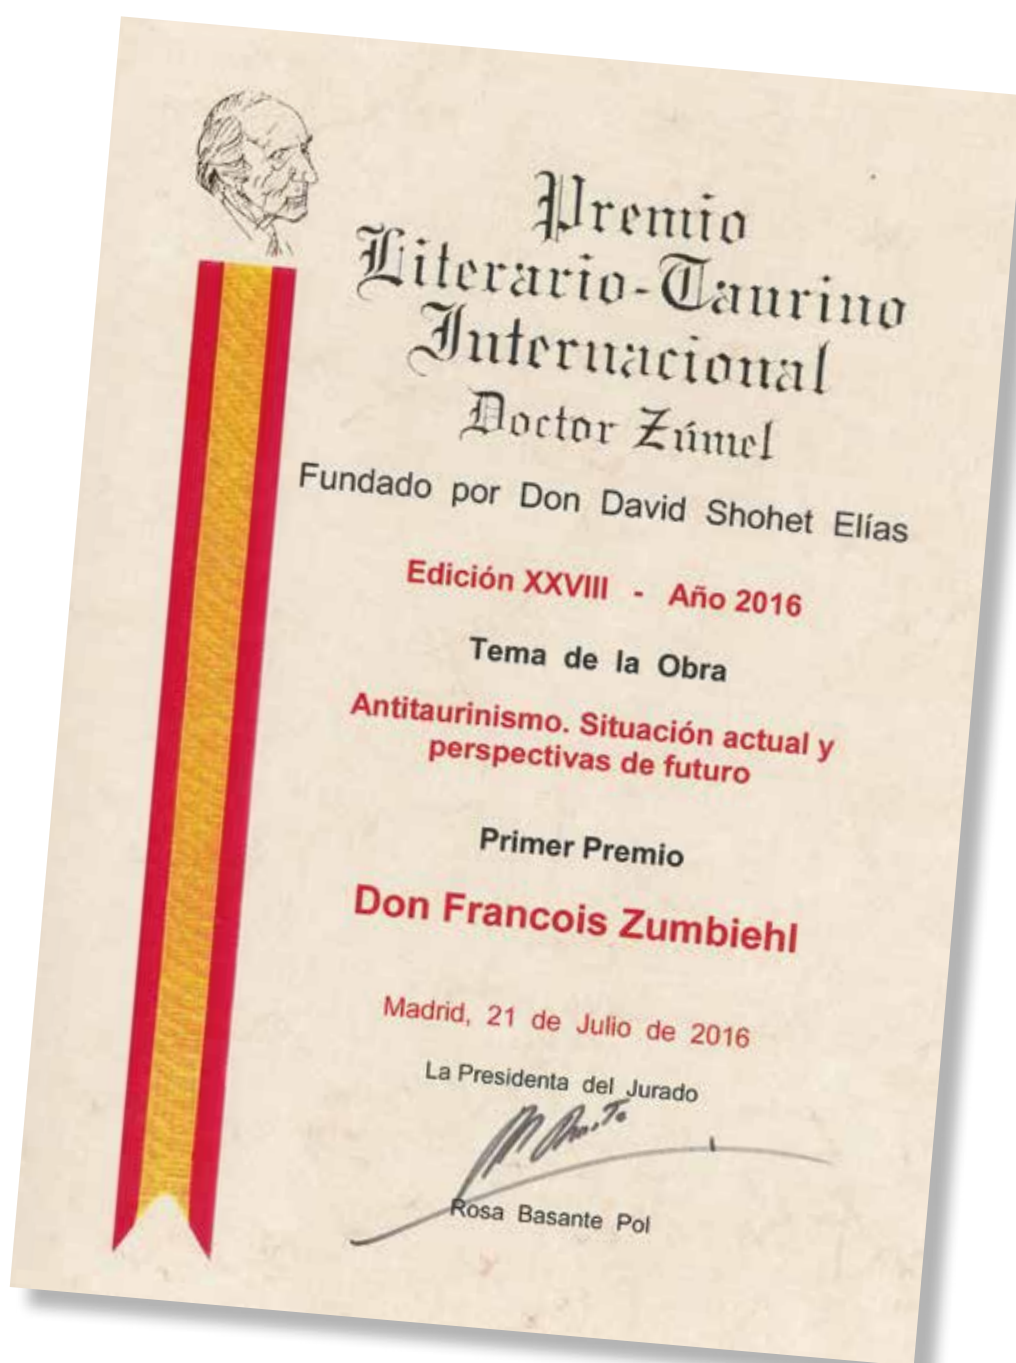 Premio
Literario-Taurino
Internacional
Doctor Zúmel
Fundado por Don David Shohet Elías
Edición XXVIII - Año 2016
Tema de la Obra
Antitaurinismo. Situación actual y
perspectivas de futuro
Primer Premio
Don Francois Zumbiehl
Madrid, 21 de Julio de 2016
La Presidenta del Jurado
Rosa Basante Pol